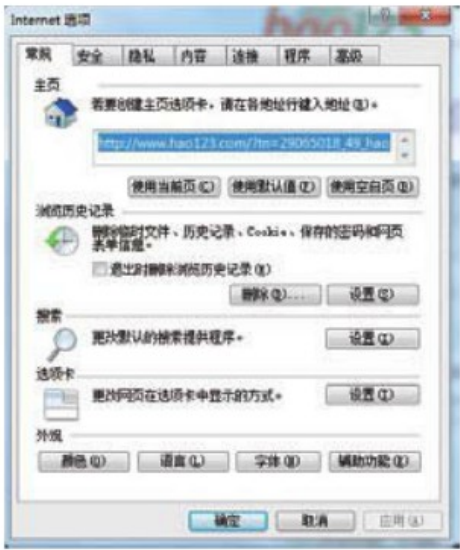 Internet 选项
hao123
常规 安全 隐私 内容 连接 程序 高级
主页
若要创建主页选项卡，请在各地址行键入地址(R)。
http://www.hao123.com/?tn=29065018_49_hao
使用当前页(C) 使用默认值(F) 使用空白页(B)
浏览历史记录
删除临时文件、历史记录、Cookie、保存的密码和网页
表单信息。
退出时删除浏览历史记录(W)
删除(D)... 设置(S)
搜索
更改默认的搜索提供程序。 设置(I)
选项卡
更改网页在选项卡中显示的方式。 设置(T)
外观
颜色(O) 语言(L) 字体(N) 辅助功能(E)
确定 取消 应用(A)